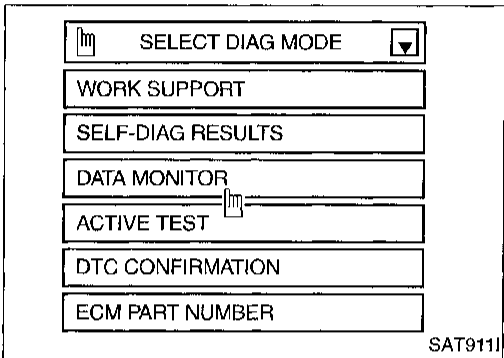 SELECT DIAG MODE
WORK SUPPORT
SELF-DIAG RESULTS
DATA MONITOR
ACTIVE TEST
DTC CONFIRMATION
ECM PART NUMBER
SAT911I